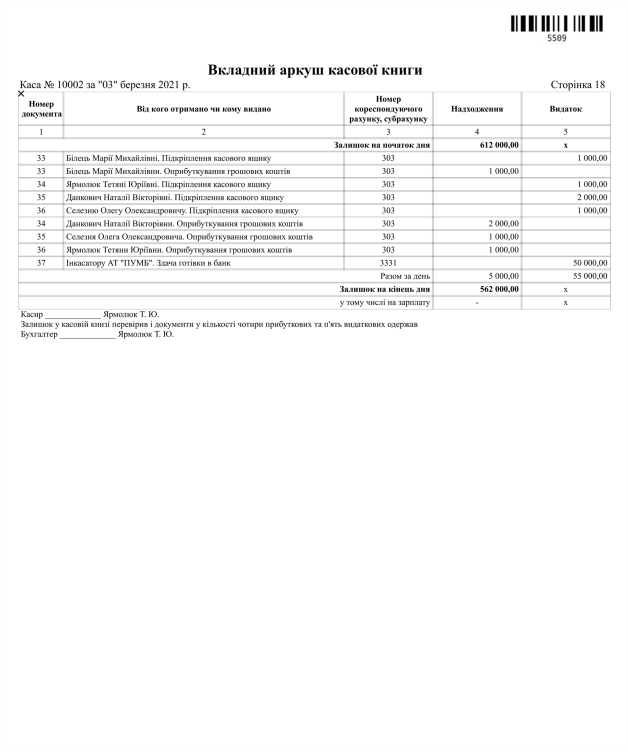 5509
Вкладний аркуш касової книги
Каса № 10002 за "03" березня 2021 р. Сторінка 18
Номер документа Від кого отримано чи кому видано Номер кореспондуючого рахунку, субрахунку Надходження Видаток
1 2 3 4 5
Залишок на початок дня 612 000,00 х
33 Білець Марії Михайлівні. Підкріплення касового ящику 303 1 000,00
33 Білець Марії Михайлівни. Оприбуткування грошових коштів 303 1 000,00
34 Ярмолюк Тетяні Юріївні. Підкріплення касового ящику 303 1 000,00
35 Данкович Наталії Вікторівні. Підкріплення касового ящику 303 2 000,00
36 Селезню Олегу Олександровичу. Підкріплення касового ящику 303 1 000,00
34 Данкович Наталії Вікторівни. Оприбуткування грошових коштів 303 2 000,00
35 Селезня Олега Олександровича. Оприбуткування грошових коштів 303 1 000,00
36 Ярмолюк Тетяни Юріївни. Оприбуткування грошових коштів 303 1 000,00
37 Інкасатору АТ "ПУМБ". Здача готівки в банк 3331 50 000,00
Разом за день 5 000,00 55 000,00
Залишок на кінець дня 562 000,00 х
у тому числі на зарплату - х
Касир _____________ Ярмолюк Т. Ю.
Залишок у касовій книзі перевірив і документи у кількості чотири прибуткових та п'ять видаткових одержав
Бухгалтер _____________ Ярмолюк Т. Ю.